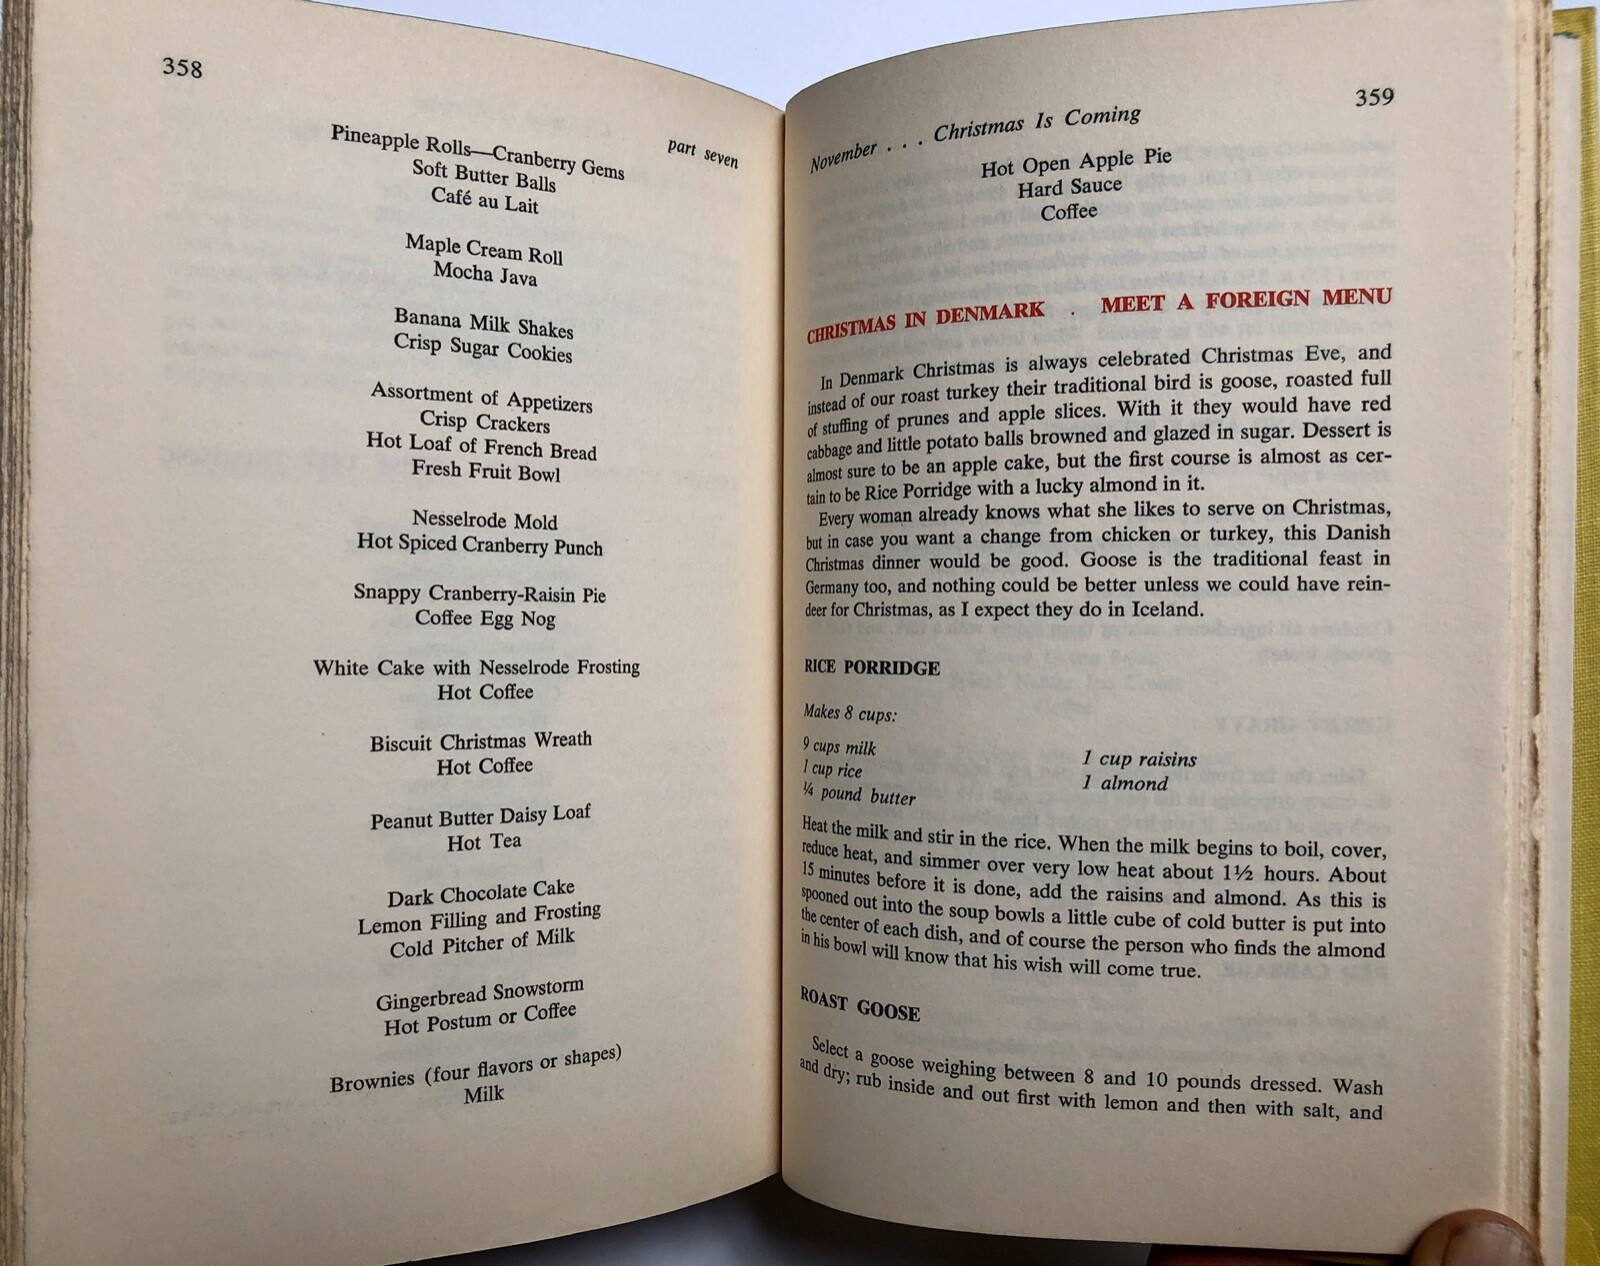 358
part seven
Pineapple Rolls—Cranberry Gems
Soft Butter Balls
Café au Lait
Maple Cream Roll
Mocha Java
Banana Milk Shakes
Crisp Sugar Cookies
Assortment of Appetizers
Crisp Crackers
Hot Loaf of French Bread
Fresh Fruit Bowl
Nesselrode Mold
Hot Spiced Cranberry Punch
Snappy Cranberry-Raisin Pie
Coffee Egg Nog
White Cake with Nesselrode Frosting
Hot Coffee
Biscuit Christmas Wreath
Hot Coffee
Peanut Butter Daisy Loaf
Hot Tea
Dark Chocolate Cake
Lemon Filling and Frosting
Cold Pitcher of Milk
Gingerbread Snowstorm
Hot Postum or Coffee
Brownies (four flavors or shapes)
Milk
359
November . . . Christmas Is Coming
Hot Open Apple Pie
Hard Sauce
Coffee
CHRISTMAS IN DENMARK . MEET A FOREIGN MENU
In Denmark Christmas is always celebrated Christmas Eve, and
instead of our roast turkey their traditional bird is goose, roasted full
of stuffing of prunes and apple slices. With it they would have red
cabbage and little potato balls browned and glazed in sugar. Dessert is
almost sure to be an apple cake, but the first course is almost as cer-
tain to be Rice Porridge with a lucky almond in it.
Every woman already knows what she likes to serve on Christmas,
but in case you want a change from chicken or turkey, this Danish
Christmas dinner would be good. Goose is the traditional feast in
Germany too, and nothing could be better unless we could have rein-
deer for Christmas, as I expect they do in Iceland.
RICE PORRIDGE
Makes 8 cups:
9 cups milk
1 cup rice
¼ pound butter
1 cup raisins
1 almond
Heat the milk and stir in the rice. When the milk begins to boil, cover,
reduce heat, and simmer over very low heat about 1½ hours. About
15 minutes before it is done, add the raisins and almond. As this is
spooned out into the soup bowls a little cube of cold butter is put into
the center of each dish, and of course the person who finds the almond
in his bowl will know that his wish will come true.
ROAST GOOSE
Select a goose weighing between 8 and 10 pounds dressed. Wash
and dry; rub inside and out first with lemon and then with salt, and